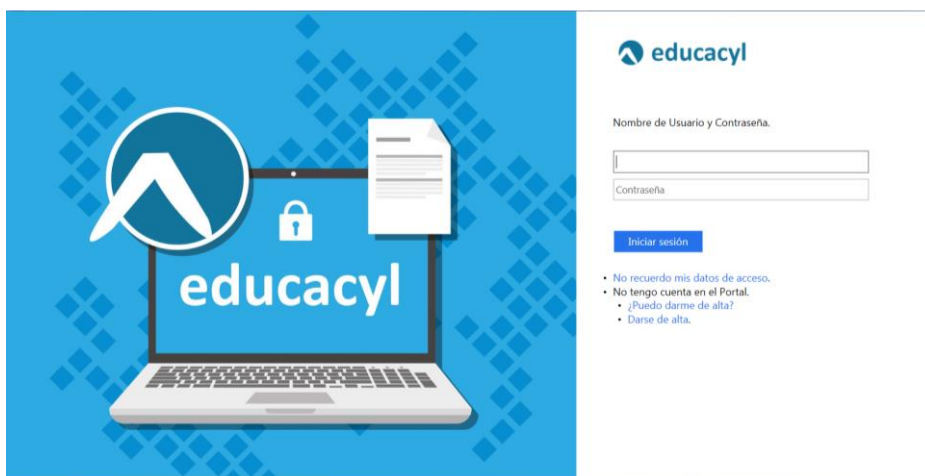 educacyl
educacyl
Nombre de Usuario y Contraseña.
Contraseña
Iniciar sesión
No recuerdo mis datos de acceso.
No tengo cuenta en el Portal.
¿Puedo darme de alta?
Darse de alta.